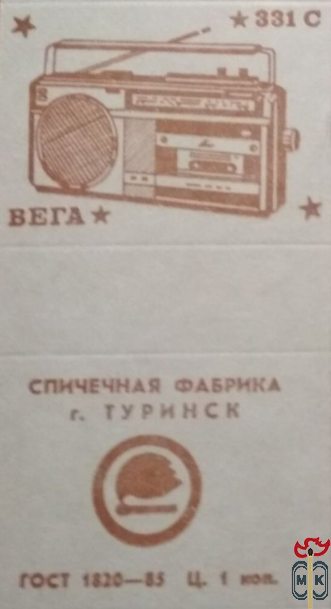 331 С
ВЕГА
СПИЧЕЧНАЯ ФАБРИКА
г. ТУРИНСК
ГОСТ 1820—85 Ц. 1 коп.
М К